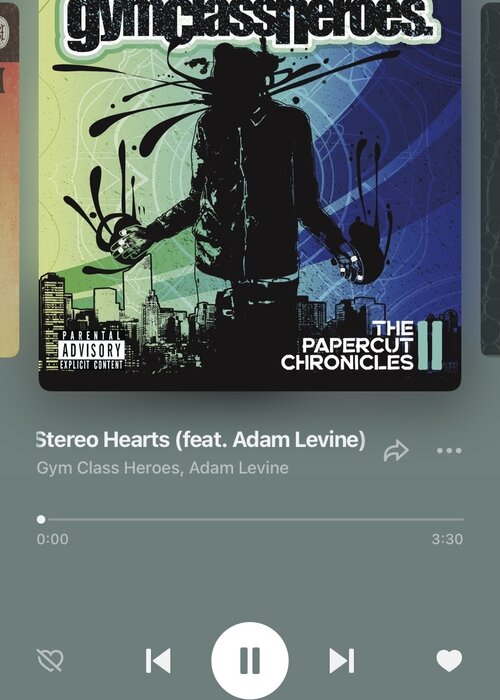 gymclassheroes.
PARENTAL
ADVISORY
EXPLICIT CONTENT
THE
PAPERCUT
CHRONICLES II
Stereo Hearts (feat. Adam Levine)
Gym Class Heroes, Adam Levine
0:00
3:30